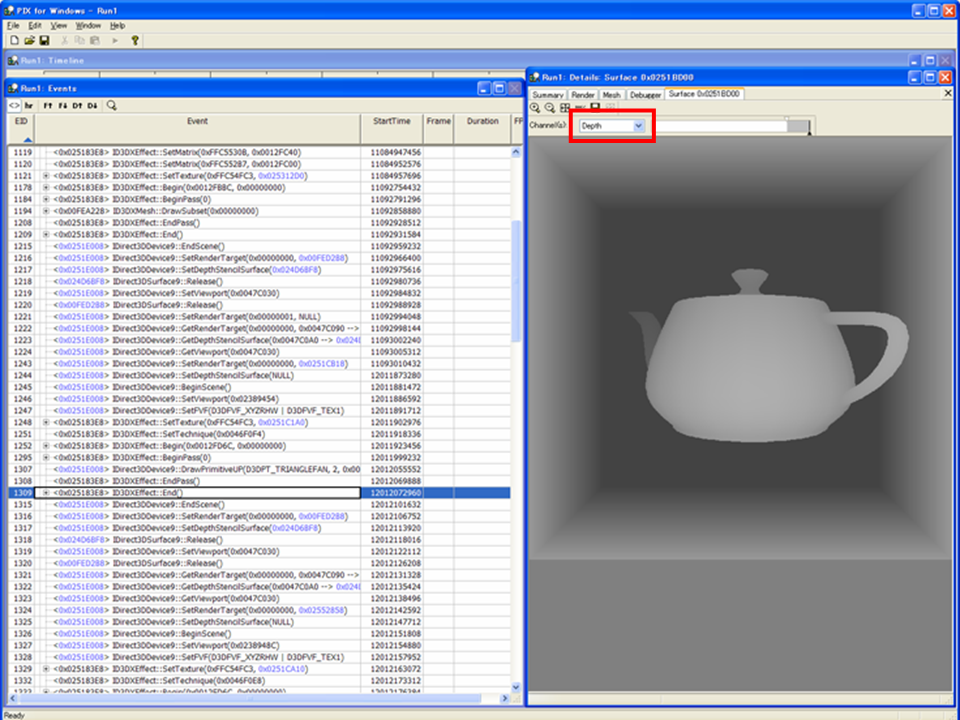 PIX for Windows - Run1
File Edit View Window Help
Run1: Timeline
Run1: Events
Run1: Details: Surface 0x0251BD00
Summary Render Mesh Debugger Surface 0x0251BD00
Channel(s): Depth
EID Event StartTime Frame Duration
1119 <0x025183E8> ID3DXEffect::SetMatrix(0xFFC5530B, 0x0012FC40) 11084947456
1120 <0x025183E8> ID3DXEffect::SetMatrix(0xFFC552B7, 0x0012FC00) 11084952576
1121 <0x025183E8> ID3DXEffect::SetTexture(0xFFC54FC3, 0x025312D0) 11084957696
1178 <0x025183E8> ID3DXEffect::Begin(0x0012FBBC, 0x00000000) 11092754432
1184 <0x025183E8> ID3DXEffect::BeginPass(0) 11092791296
1194 <0x00FEA228> ID3DXMesh::DrawSubset(0x00000000) 11092858880
1208 <0x025183E8> ID3DXEffect::EndPass() 11092928512
1209 <0x025183E8> ID3DXEffect::End() 11092931584
1215 <0x0251E008> IDirect3DDevice9::EndScene() 11092959232
1216 <0x0251E008> IDirect3DDevice9::SetRenderTarget(0x00000000, 0x00FED2B8) 11092966400
1217 <0x0251E008> IDirect3DDevice9::SetDepthStencilSurface(0x024D6BF8) 11092975616
1218 <0x024D6BF8> IDirect3DSurface9::Release() 11092980736
1219 <0x0251E008> IDirect3DDevice9::SetViewport(0x0047C030) 11092984832
1220 <0x00FED2B8> IDirect3DSurface9::Release() 11092988928
1221 <0x0251E008> IDirect3DDevice9::SetRenderTarget(0x00000001, NULL) 11092994048
1222 <0x0251E008> IDirect3DDevice9::GetRenderTarget(0x00000000, 0x0047C090 --> 11092998144
1223 <0x0251E008> IDirect3DDevice9::GetDepthStencilSurface(0x0047C0A0 --> 11093002240
1224 <0x0251E008> IDirect3DDevice9::GetViewport(0x0047C030) 11093005312
1243 <0x0251E008> IDirect3DDevice9::SetRenderTarget(0x00000000, 0x0251CB18) 11093010432
1244 <0x0251E008> IDirect3DDevice9::SetDepthStencilSurface(NULL) 12011873280
1245 <0x0251E008> IDirect3DDevice9::BeginScene() 12011881472
1246 <0x0251E008> IDirect3DDevice9::SetViewport(0x02389454) 12011886592
1247 <0x0251E008> IDirect3DDevice9::SetFVF(D3DFVF_XYZRHW | D3DFVF_TEX1) 12011891712
1248 <0x025183E8> ID3DXEffect::SetTexture(0xFFC54FC3, 0x0251C1A0) 12011902976
1251 <0x025183E8> ID3DXEffect::SetTechnique(0x0046F0F4) 12011918336
1252 <0x025183E8> ID3DXEffect::Begin(0x0012FD6C, 0x00000000) 12011923456
1295 <0x025183E8> ID3DXEffect::BeginPass(0) 12011999232
1307 <0x0251E008> IDirect3DDevice9::DrawPrimitiveUP(D3DPT_TRIANGLEFAN, 2, 0x00 12012055552
1308 <0x025183E8> ID3DXEffect::EndPass() 12012069888
1309 <0x025183E8> ID3DXEffect::End() 12012072960
1315 <0x0251E008> IDirect3DDevice9::EndScene() 12012101632
1316 <0x0251E008> IDirect3DDevice9::SetRenderTarget(0x00000000, 0x00FED2B8) 12012106752
1317 <0x0251E008> IDirect3DDevice9::SetDepthStencilSurface(0x024D6BF8) 12012113920
1318 <0x024D6BF8> IDirect3DSurface9::Release() 12012118016
1319 <0x0251E008> IDirect3DDevice9::SetViewport(0x0047C030) 12012122112
1320 <0x00FED2B8> IDirect3DSurface9::Release() 12012126208
1321 <0x0251E008> IDirect3DDevice9::GetRenderTarget(0x00000000, 0x0047C090 --> 12012131328
1322 <0x0251E008> IDirect3DDevice9::GetDepthStencilSurface(0x0047C0A0 --> 12012135424
1323 <0x0251E008> IDirect3DDevice9::GetViewport(0x0047C030) 12012138496
1324 <0x0251E008> IDirect3DDevice9::SetRenderTarget(0x00000000, 0x02552858) 12012142592
1325 <0x0251E008> IDirect3DDevice9::SetDepthStencilSurface(NULL) 12012147712
1326 <0x0251E008> IDirect3DDevice9::BeginScene() 12012151808
1327 <0x0251E008> IDirect3DDevice9::SetViewport(0x0238948C) 12012154880
1328 <0x0251E008> IDirect3DDevice9::SetFVF(D3DFVF_XYZRHW | D3DFVF_TEX1) 12012157952
1329 <0x025183E8> ID3DXEffect::SetTexture(0xFFC54FC3, 0x0251CA10) 12012163072
1332 <0x025183E8> ID3DXEffect::SetTechnique(0x0046F0E8) 12012173312
Ready